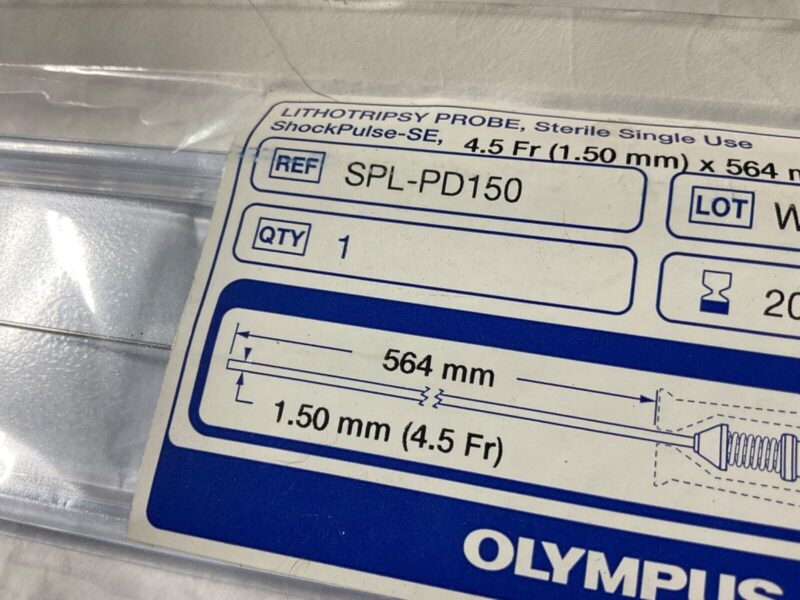 LITHOTRIPSY PROBE, Sterile Single Use
ShockPulse-SE, 4.5 Fr (1.50 mm) x 564
REF SPL-PD150
LOT W
QTY 1
20
564 mm
1.50 mm (4.5 Fr)
OLYMPUS